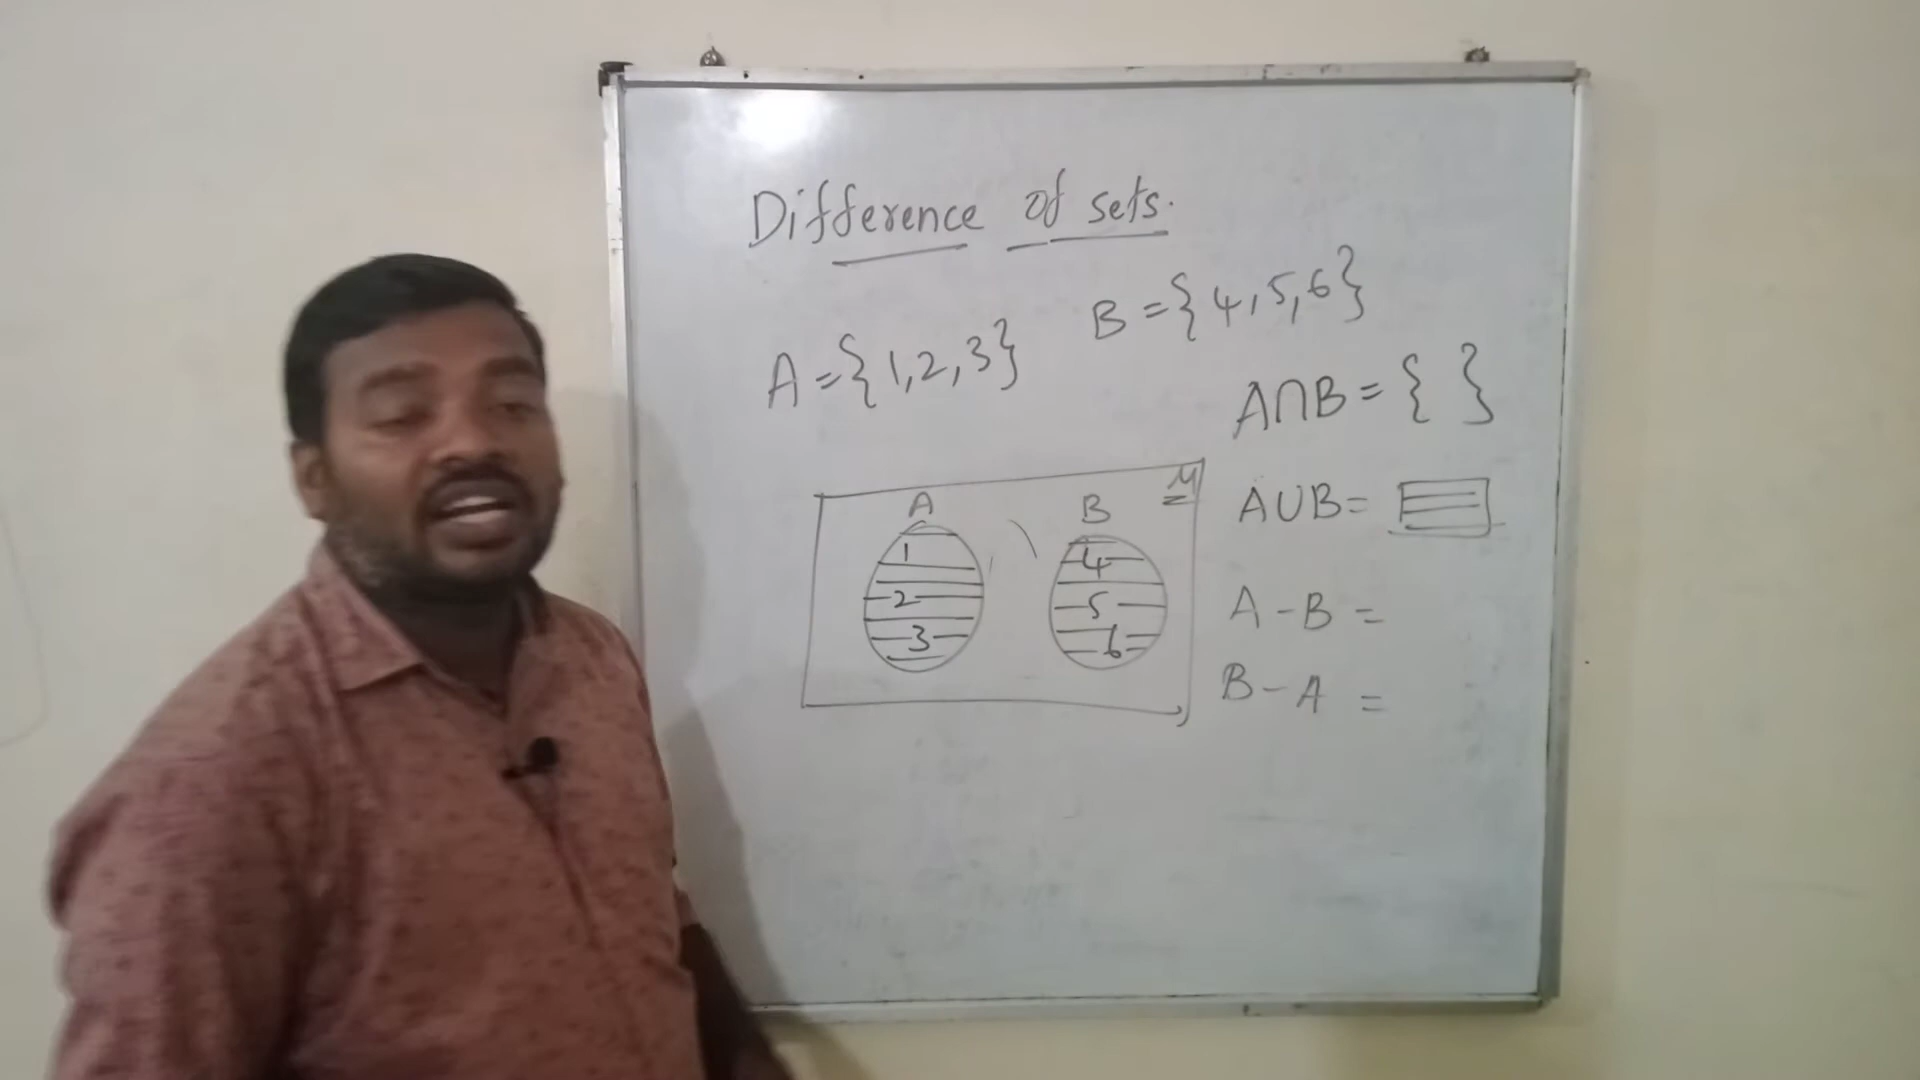 Difference of sets.
A = {1,2,3}
B = {4,5,6}
A∩B = { }
A∪B =
A - B =
B - A =
A
B
μ
1
2
3
4
5
6